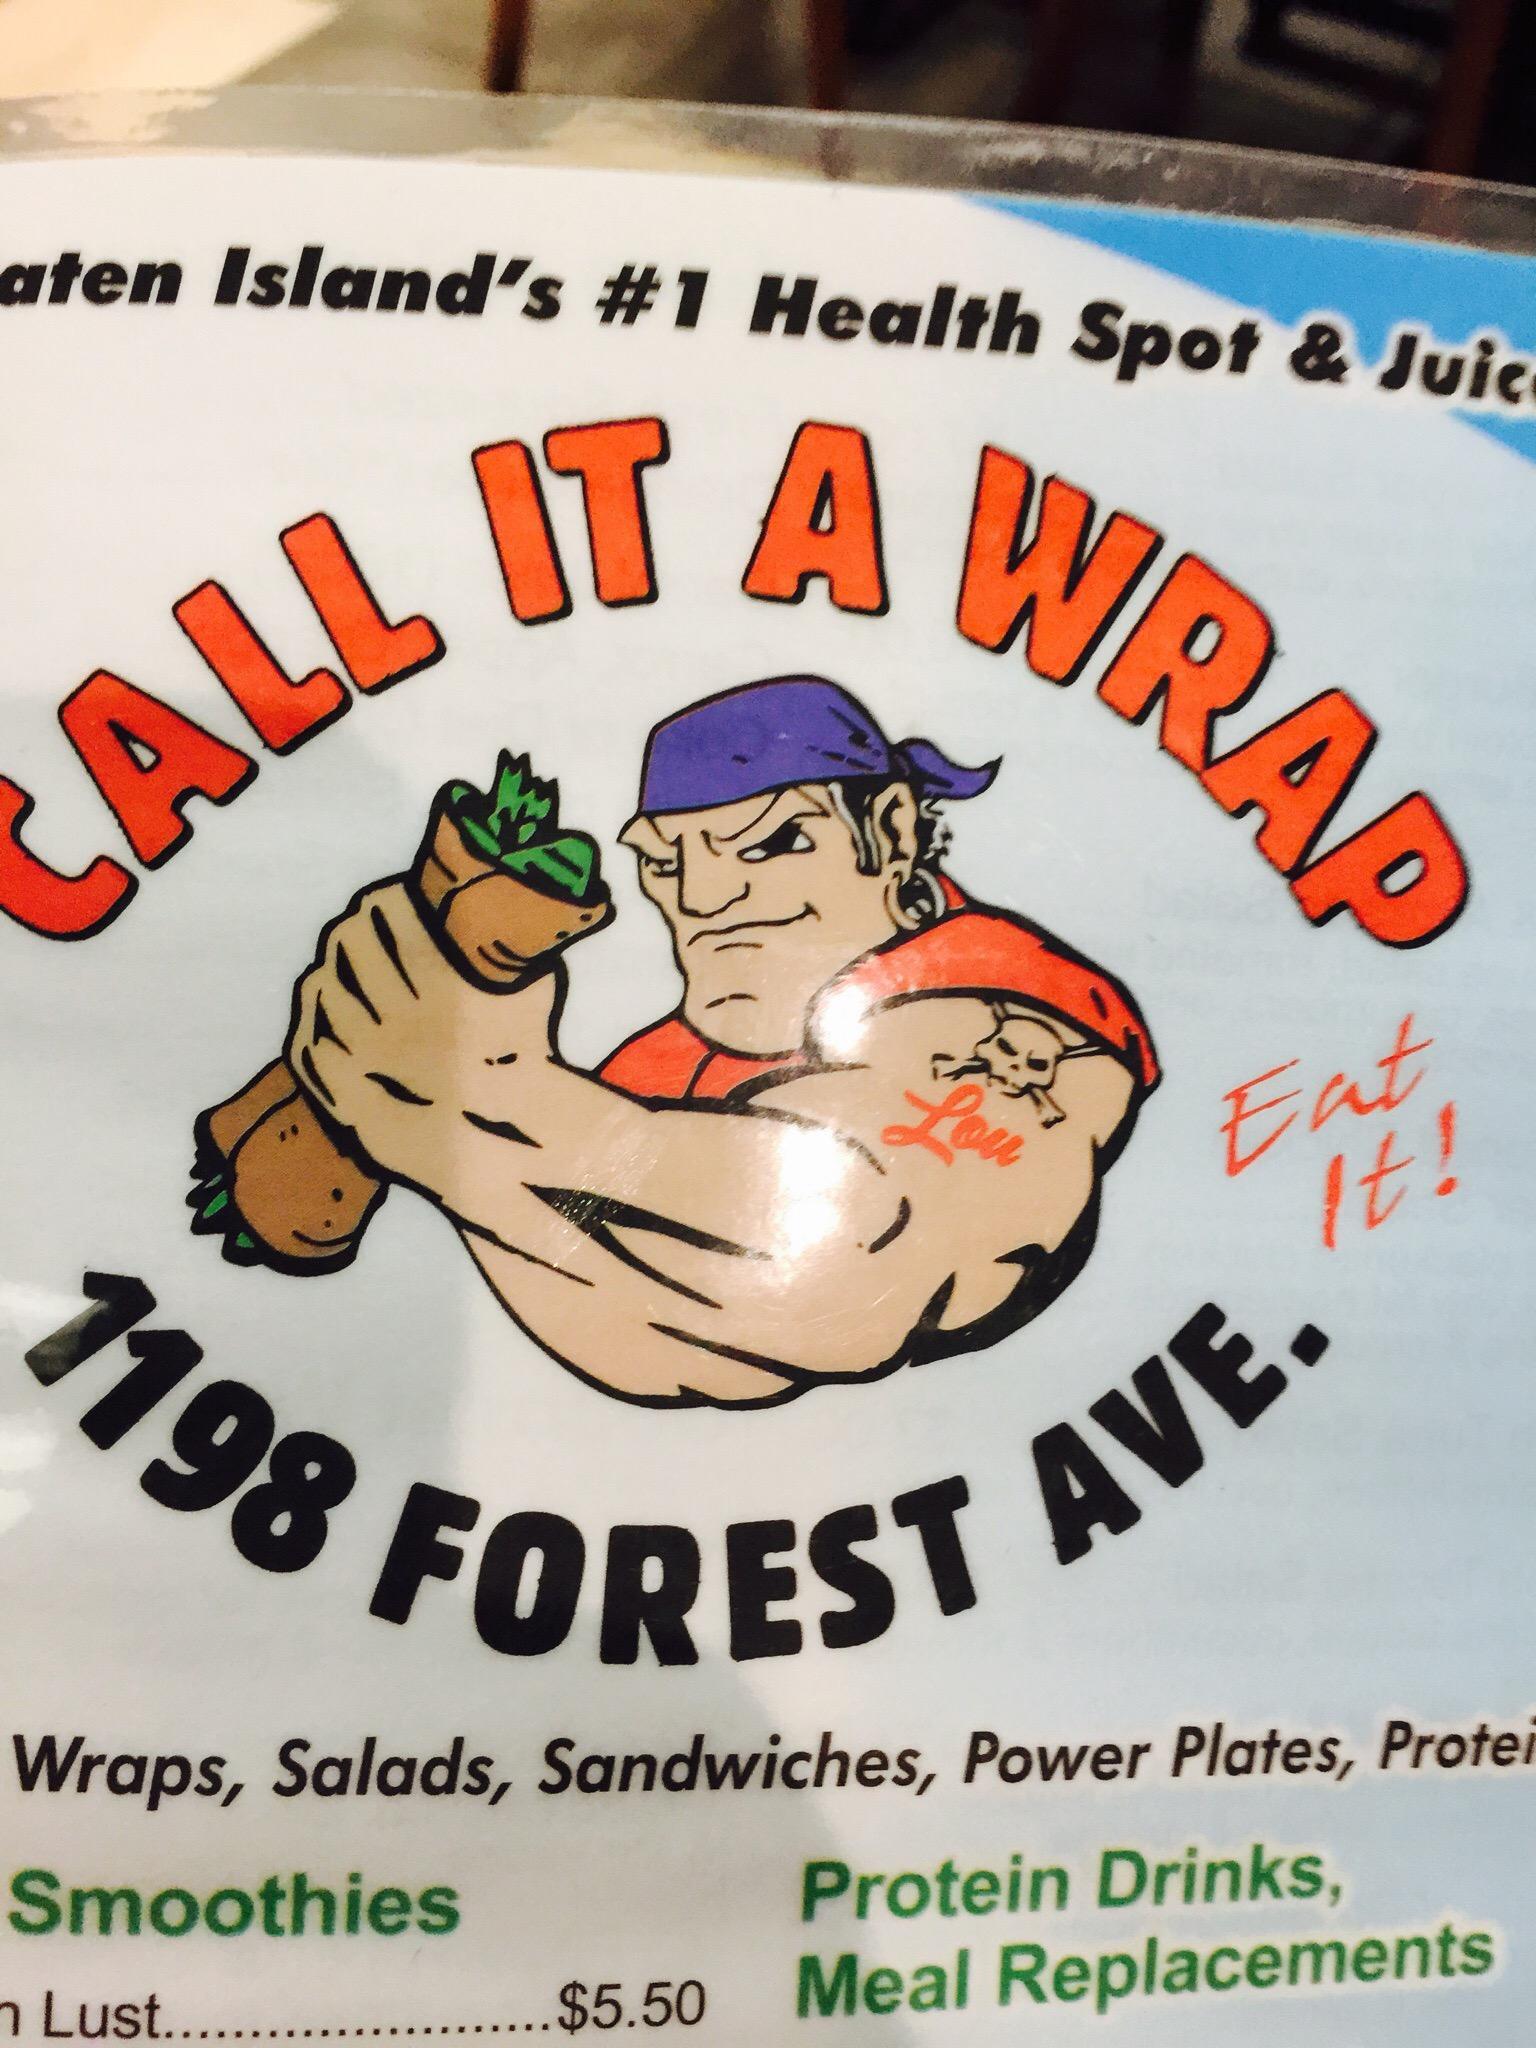 aten Island's #1 Health Spot & Juice
CALL IT A WRAP
Lou
Eat
It!
1198 FOREST AVE.
Wraps, Salads, Sandwiches, Power Plates, Protei
Smoothies
n Lust.......................$5.50
Protein Drinks,
Meal Replacements